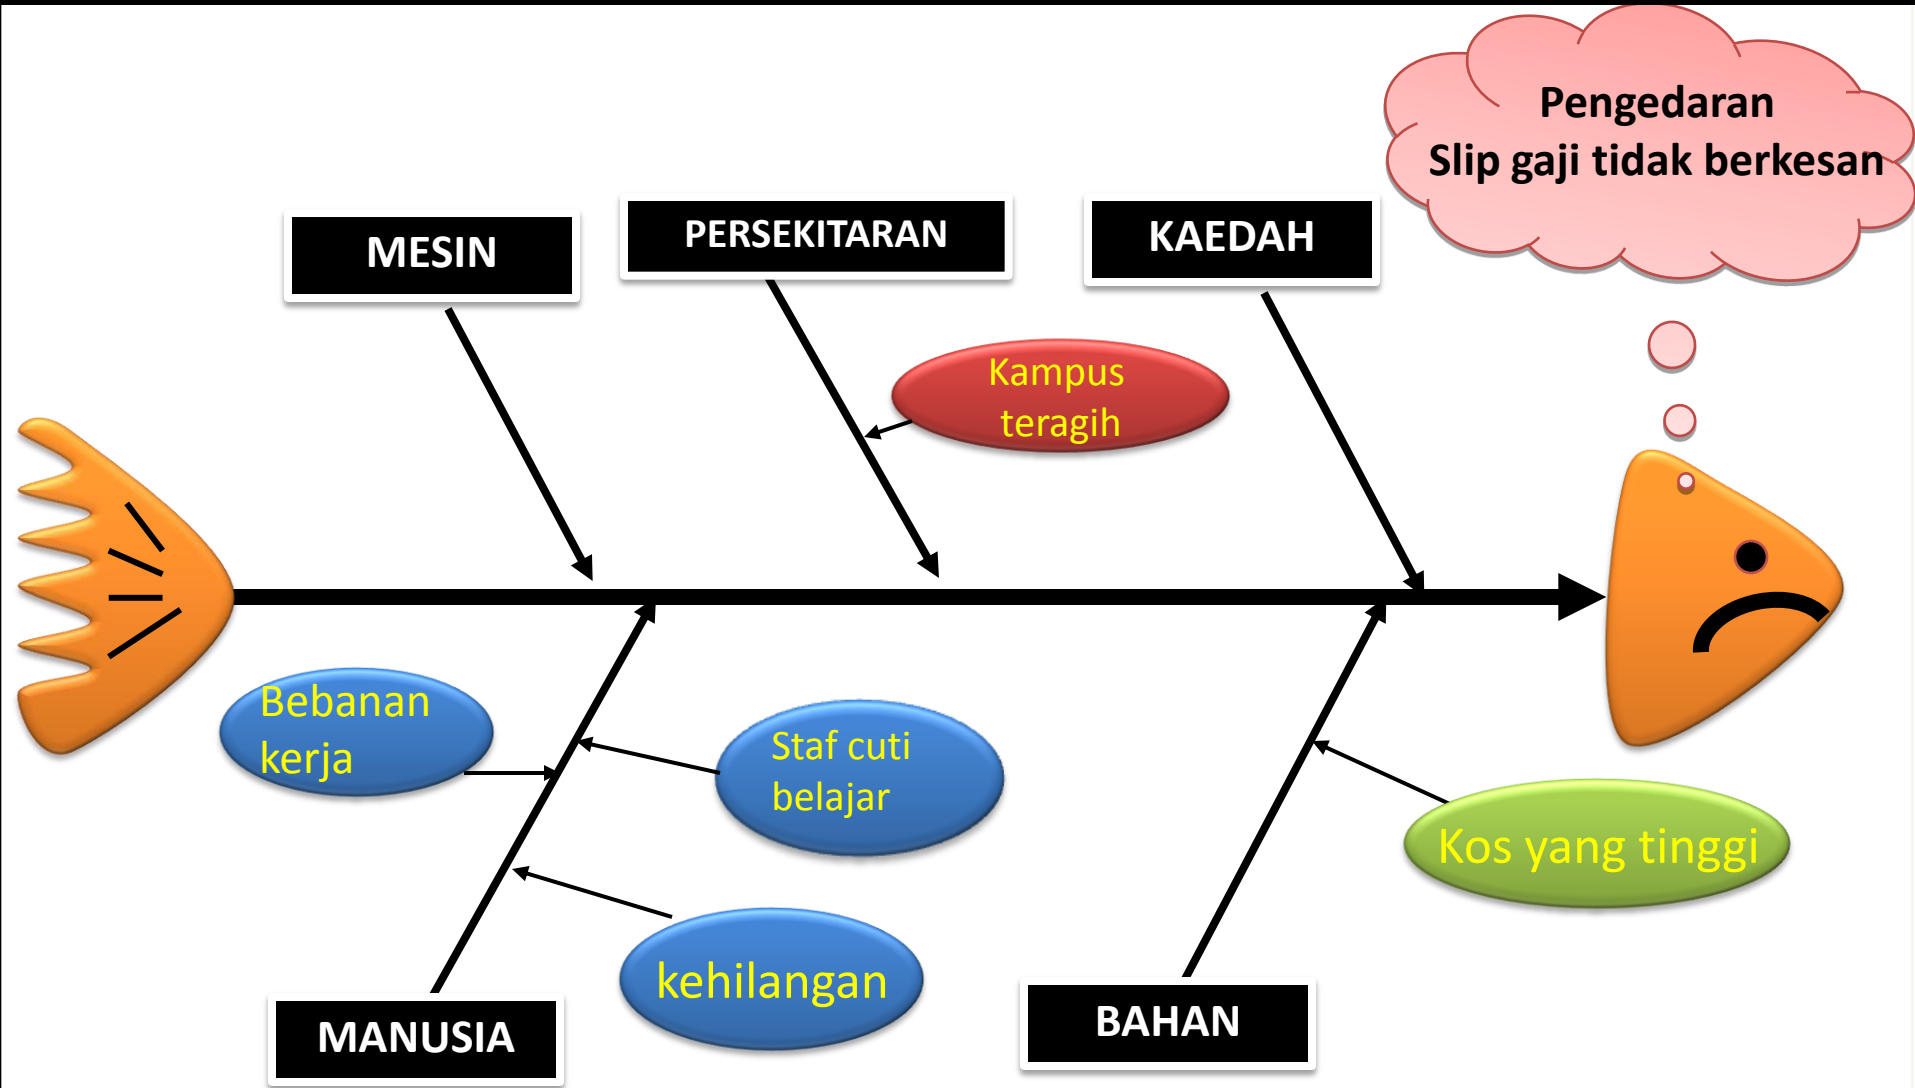 Pengedaran
Slip gaji tidak berkesan
MESIN
PERSEKITARAN
KAEDAH
Kampus
teragih
Bebanan
kerja
Staf cuti
belajar
Kos yang tinggi
kehilangan
MANUSIA
BAHAN